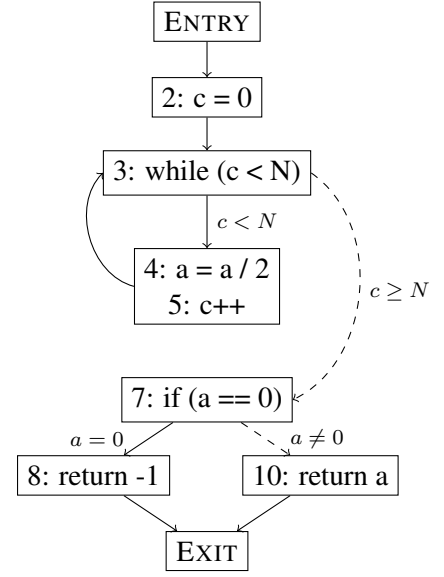 ENTRY
2: c = 0
3: while (c < N)
c < N
4: a = a / 2
5: c++
c ≥ N
7: if (a == 0)
a = 0
a ≠ 0
8: return -1
10: return a
EXIT